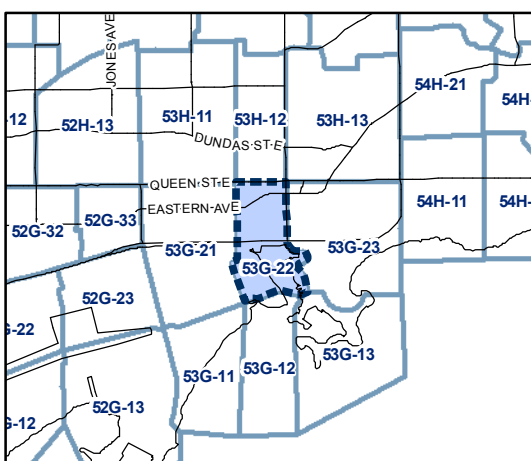 JONES AVE
54H-21
54H-
12
52H-13
53H-11
53H-12
53H-13
DUNDAS ST E
QUEEN ST E
EASTERN AVE
52G-32
52G-33
54H-11
54H-
53G-21
53G-22
53G-23
52G-23
G-22
53G-11
53G-12
53G-13
G-12
52G-13